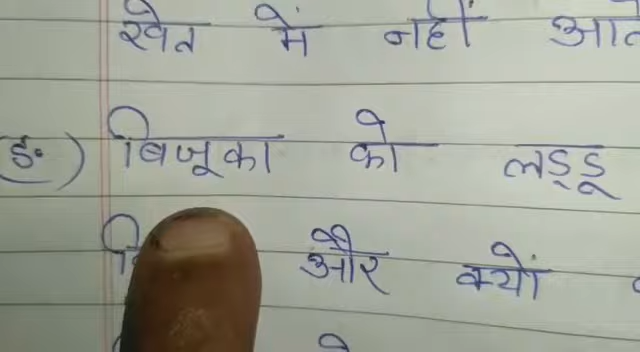 खेत में नहीं
ङ.) बिजूका को लड्डू
और क्यों